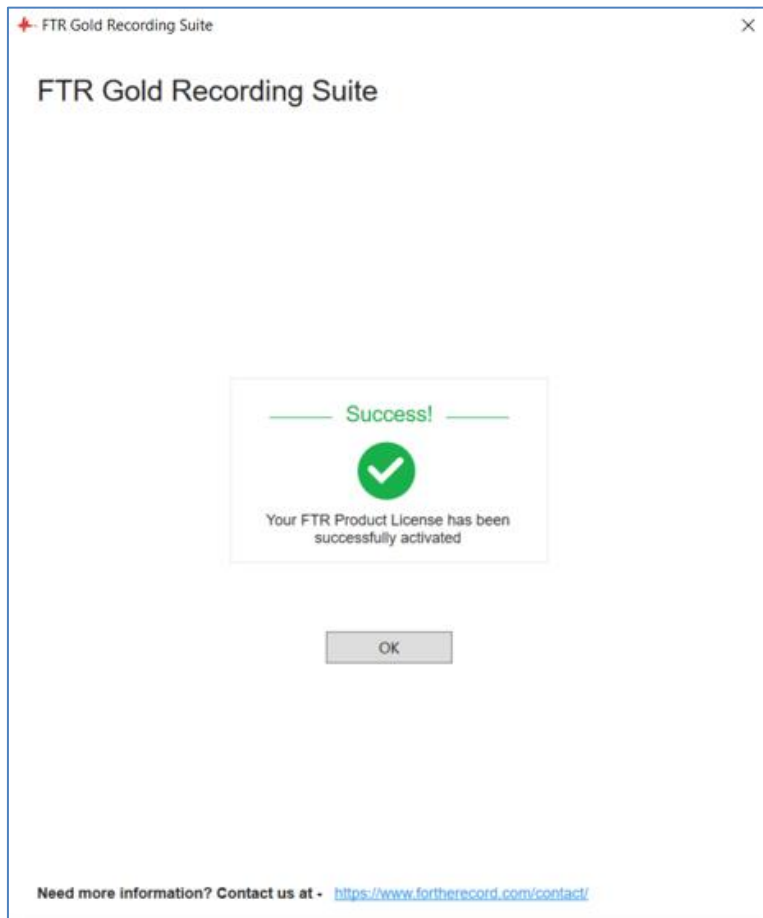 FTR Gold Recording Suite
FTR Gold Recording Suite
Success!
Your FTR Product License has been
successfully activated
OK
Need more information? Contact us at - https://www.fortherecord.com/contact/